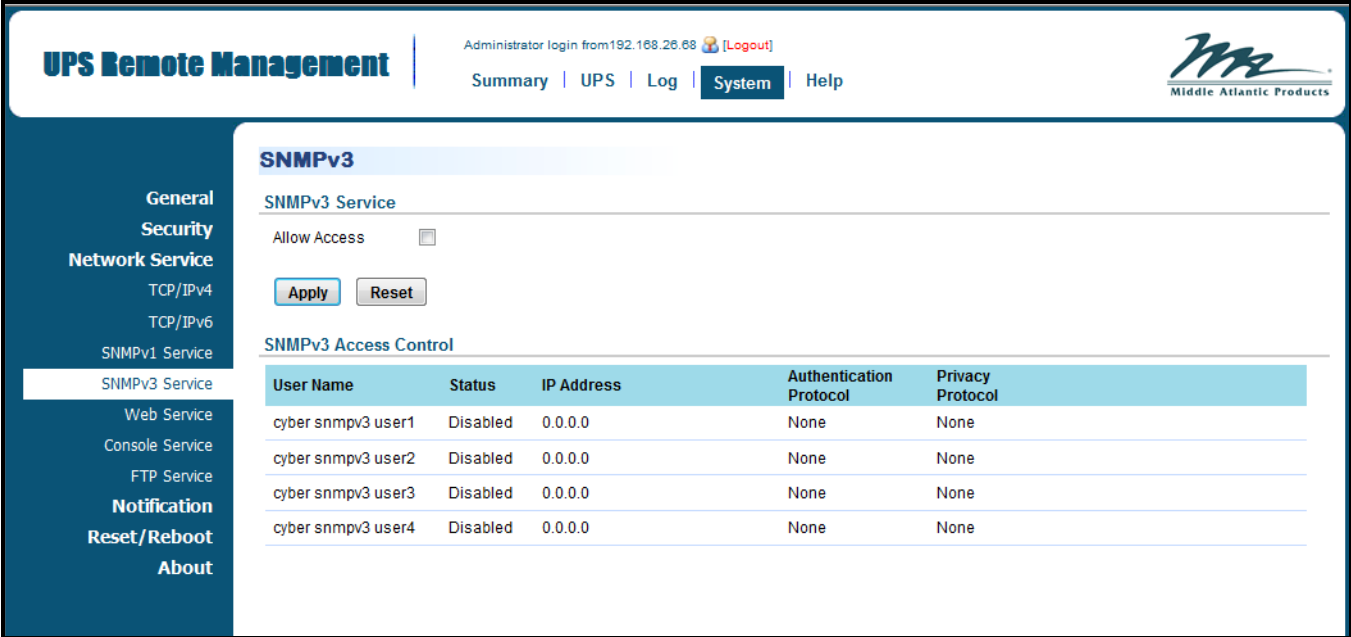 UPS Remote Management
Administrator login from192.168.26.68 [Logout]
Summary | UPS | Log | System | Help
Middle Atlantic Products
General
Security
Network Service
TCP/IPv4
TCP/IPv6
SNMPv1 Service
SNMPv3 Service
Web Service
Console Service
FTP Service
Notification
Reset/Reboot
About
SNMPv3
SNMPv3 Service
Allow Access
Apply Reset
SNMPv3 Access Control
User Name Status IP Address Authentication Protocol Privacy Protocol
cyber snmpv3 user1 Disabled 0.0.0.0 None None
cyber snmpv3 user2 Disabled 0.0.0.0 None None
cyber snmpv3 user3 Disabled 0.0.0.0 None None
cyber snmpv3 user4 Disabled 0.0.0.0 None None